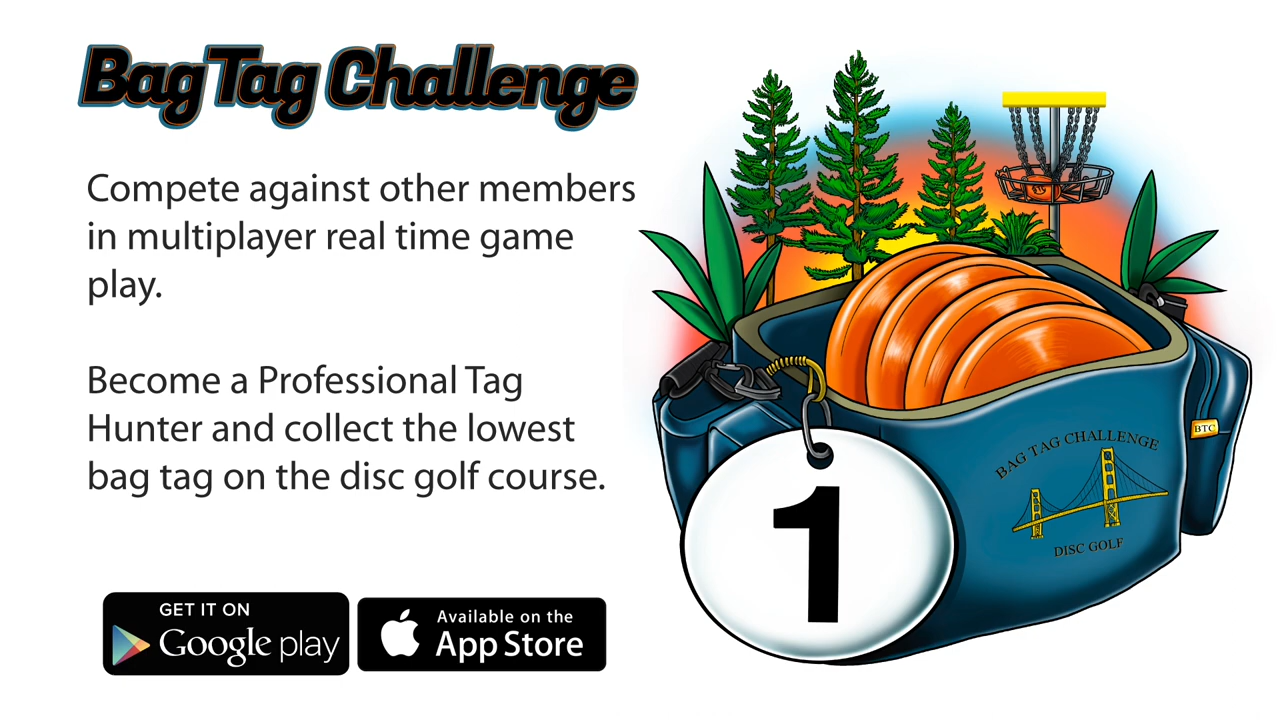 Bag Tag Challenge
Compete against other members
in multiplayer real time game
play.
Become a Professional Tag
Hunter and collect the lowest
bag tag on the disc golf course.
GET IT ON
Google play
Available on the
App Store
BTC
BAG TAG CHALLENGE
DISC GOLF
1